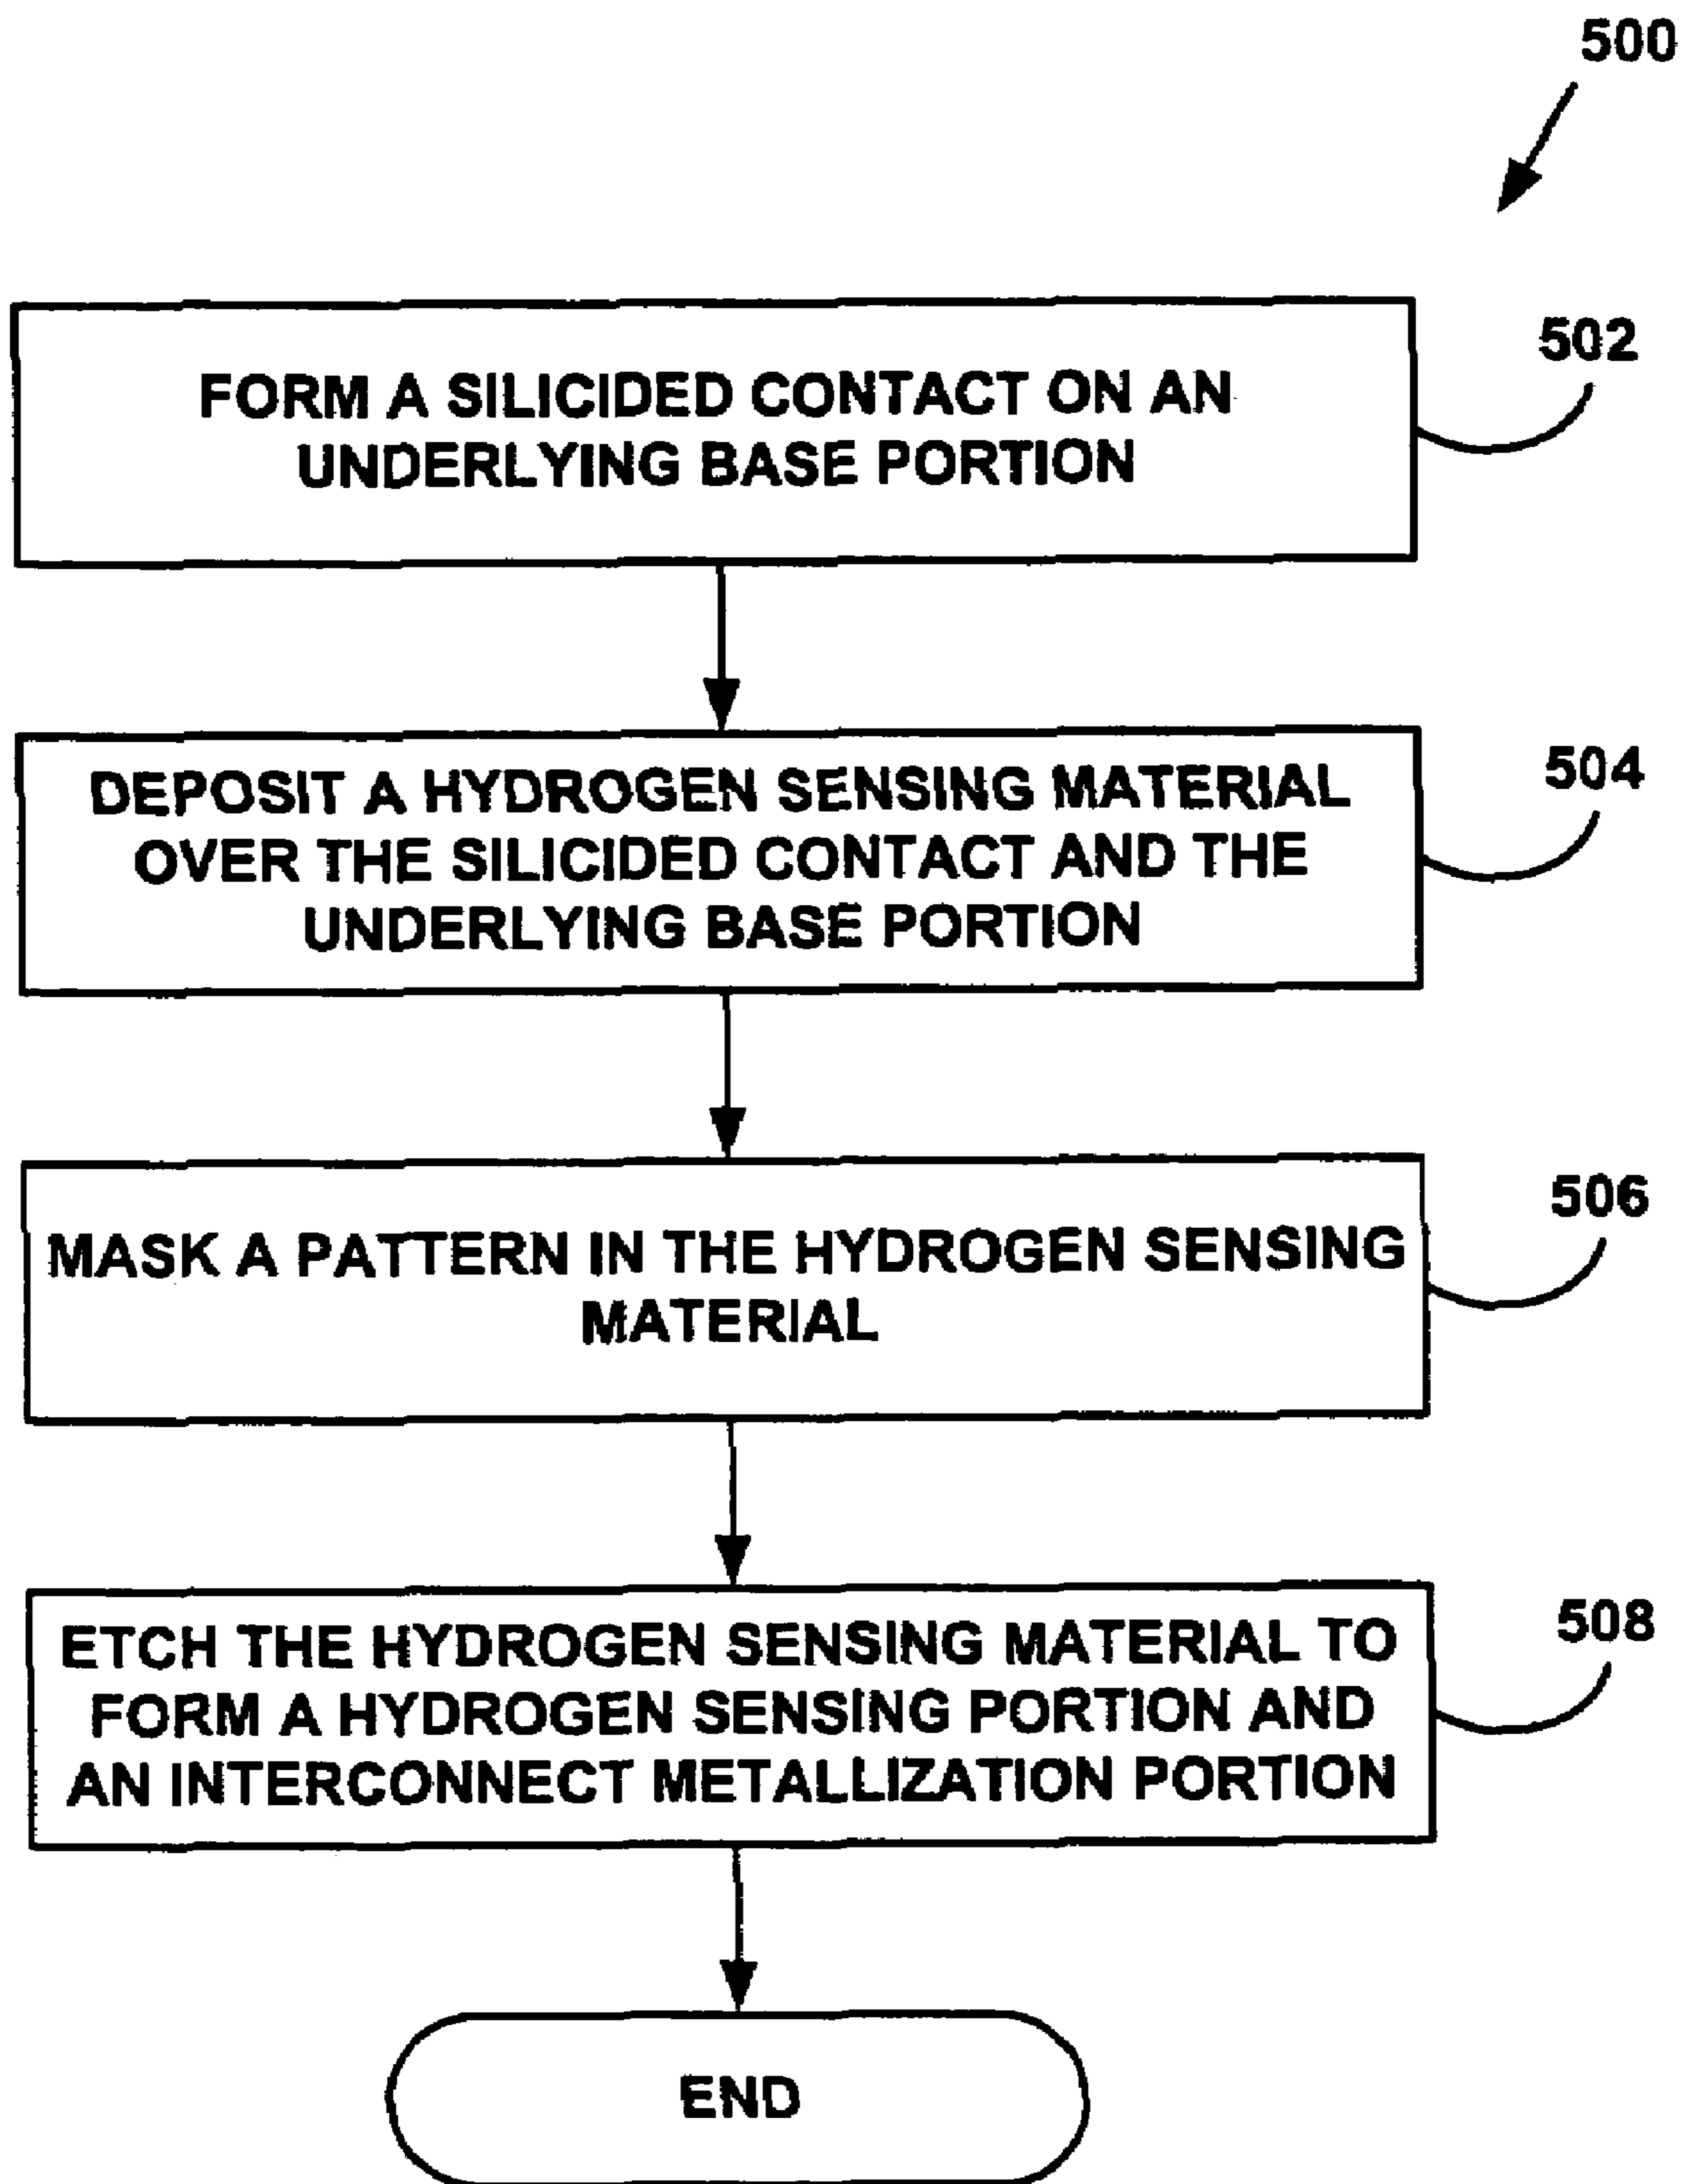 500
502
FORM A SILICIDED CONTACT ON AN
UNDERLYING BASE PORTION
504
DEPOSIT A HYDROGEN SENSING MATERIAL
OVER THE SILICIDED CONTACT AND THE
UNDERLYING BASE PORTION
506
MASK A PATTERN IN THE HYDROGEN SENSING
MATERIAL
508
ETCH THE HYDROGEN SENSING MATERIAL TO
FORM A HYDROGEN SENSING PORTION AND
AN INTERCONNECT METALLIZATION PORTION
END